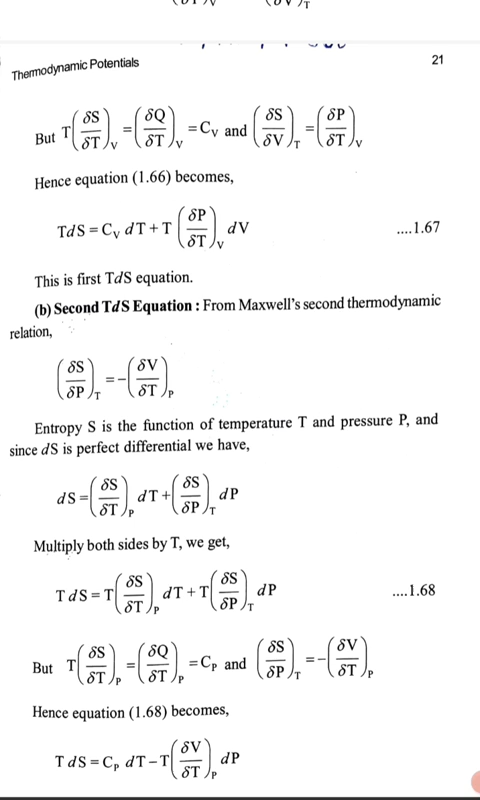 Thermodynamic Potentials 21
But T(δS/δT)_V = (δQ/δT)_V = C_V and (δS/δV)_T = (δP/δT)_V
Hence equation (1.66) becomes,
TdS = C_V dT + T (δP/δT)_V dV ....1.67
This is first TdS equation.
(b) Second TdS Equation : From Maxwell's second thermodynamic
relation,
(δS/δP)_T = −(δV/δT)_P
Entropy S is the function of temperature T and pressure P, and
since dS is perfect differential we have,
dS = (δS/δT)_P dT + (δS/δP)_T dP
Multiply both sides by T, we get,
T dS = T(δS/δT)_P dT + T(δS/δP)_T dP ....1.68
But T(δS/δT)_P = (δQ/δT)_P = C_P and (δS/δP)_T = −(δV/δT)_P
Hence equation (1.68) becomes,
T dS = C_P dT − T(δV/δT)_P dP